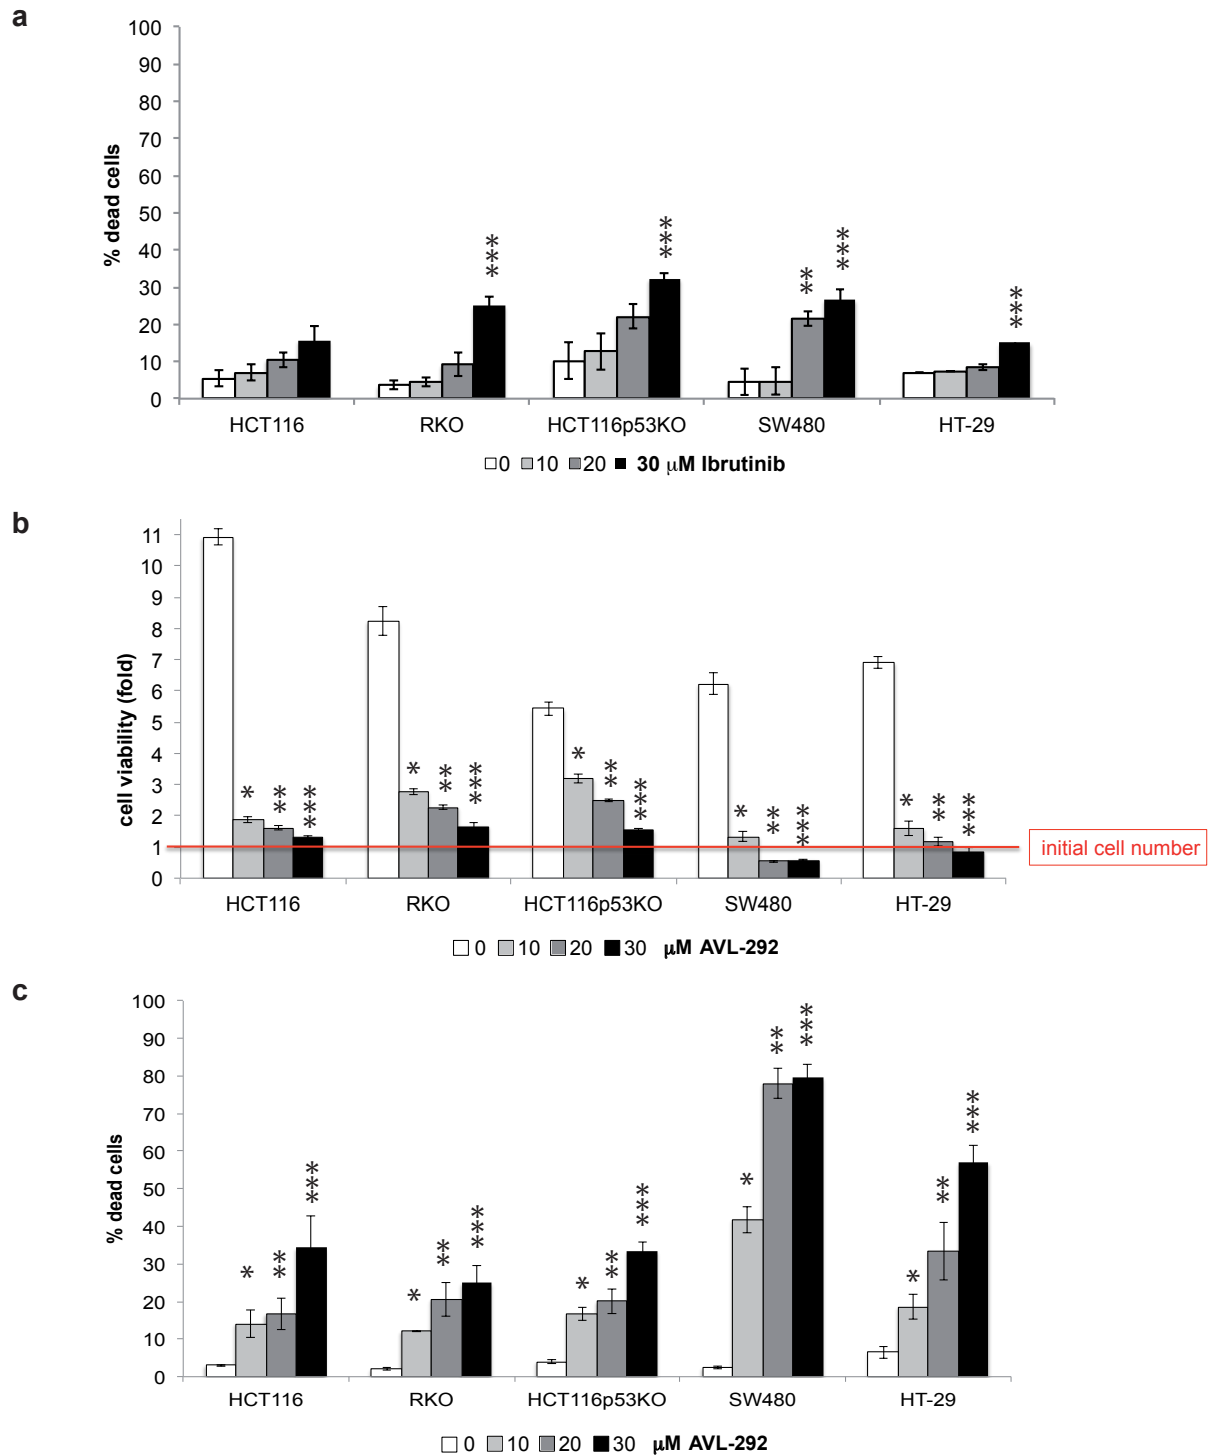 a
100
90
80
70
60
50
40
30
20
10
0
% dead cells
***
***
**
***
***
HCT116 RKO HCT116p53KO SW480 HT-29
0 10 20 30 μM Ibrutinib
b
11
10
9
8
7
6
5
4
3
2
1
0
cell viability (fold)
* ** ***
* ** ***
* ** ***
* ** ***
* ** ***
initial cell number
HCT116 RKO HCT116p53KO SW480 HT-29
0 10 20 30 μM AVL-292
c
100
90
80
70
60
50
40
30
20
10
0
% dead cells
* ** ***
* ** ***
* ** ***
* ** ***
* ** ***
HCT116 RKO HCT116p53KO SW480 HT-29
0 10 20 30 μM AVL-292